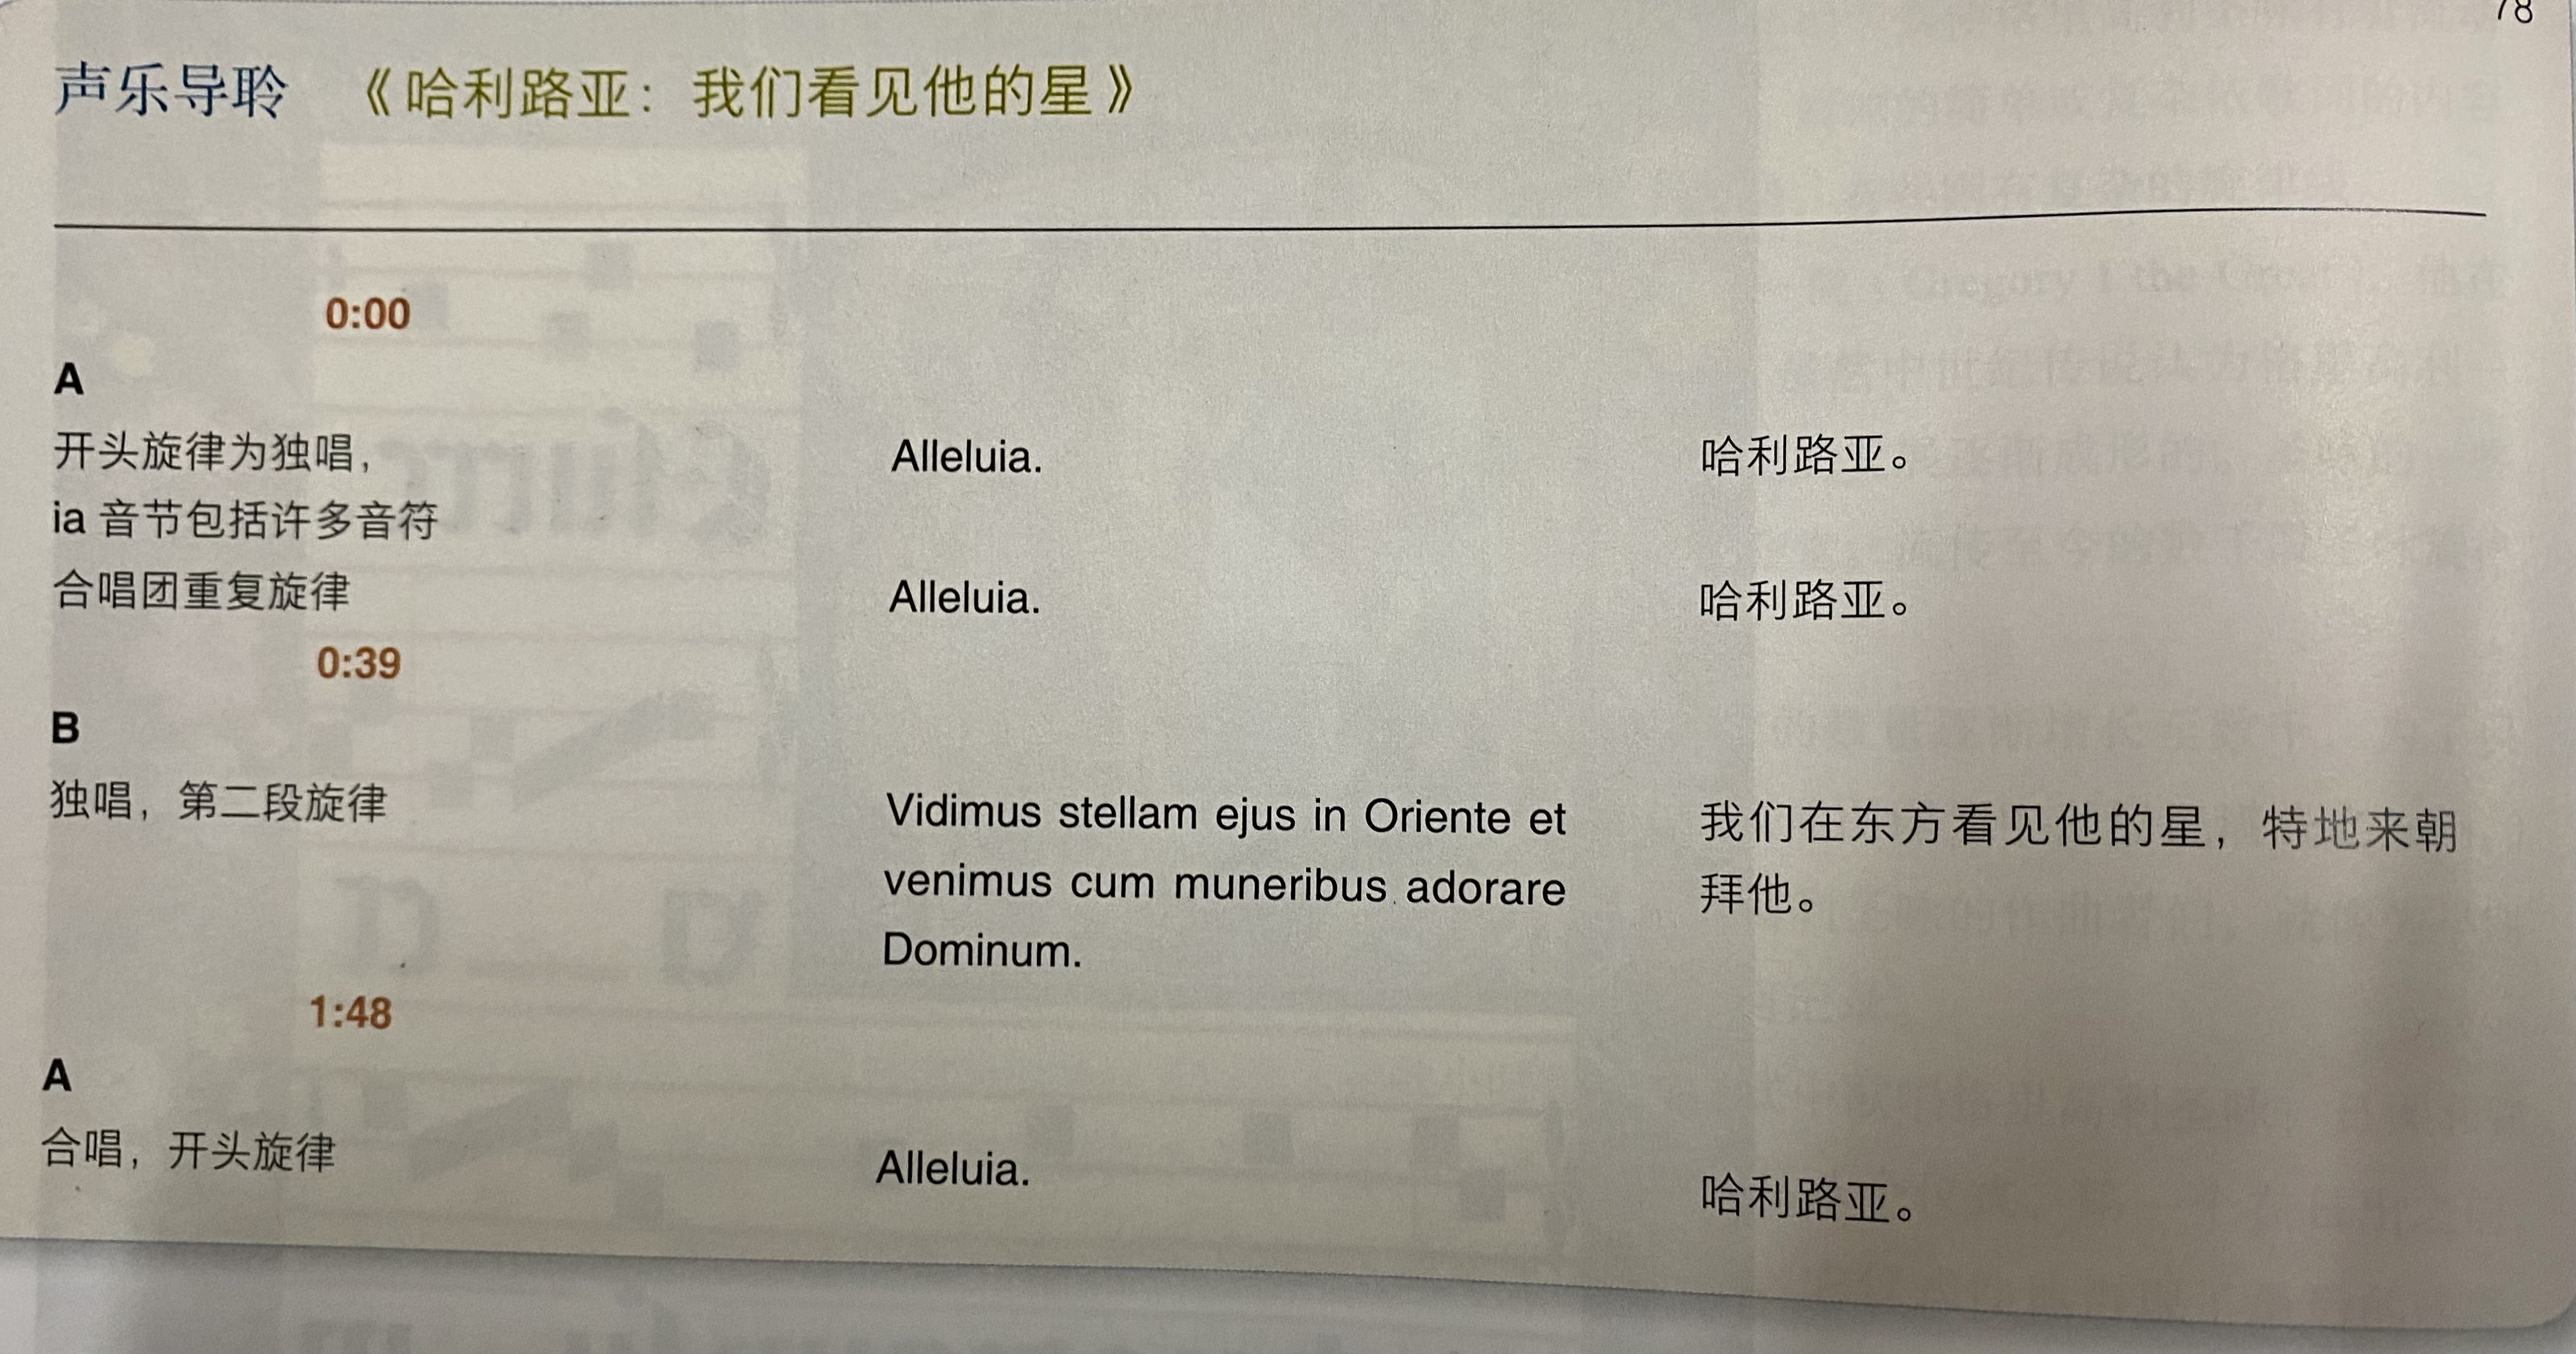 78
声乐导聆 《哈利路亚：我们看见他的星》
0:00
A
开头旋律为独唱， Alleluia. 哈利路亚。
ia 音节包括许多音符
合唱团重复旋律 Alleluia. 哈利路亚。
0:39
B
独唱，第二段旋律 Vidimus stellam ejus in Oriente et 我们在东方看见他的星，特地来朝
venimus cum muneribus adorare 拜他。
Dominum.
1:48
A
合唱，开头旋律 Alleluia. 哈利路亚。